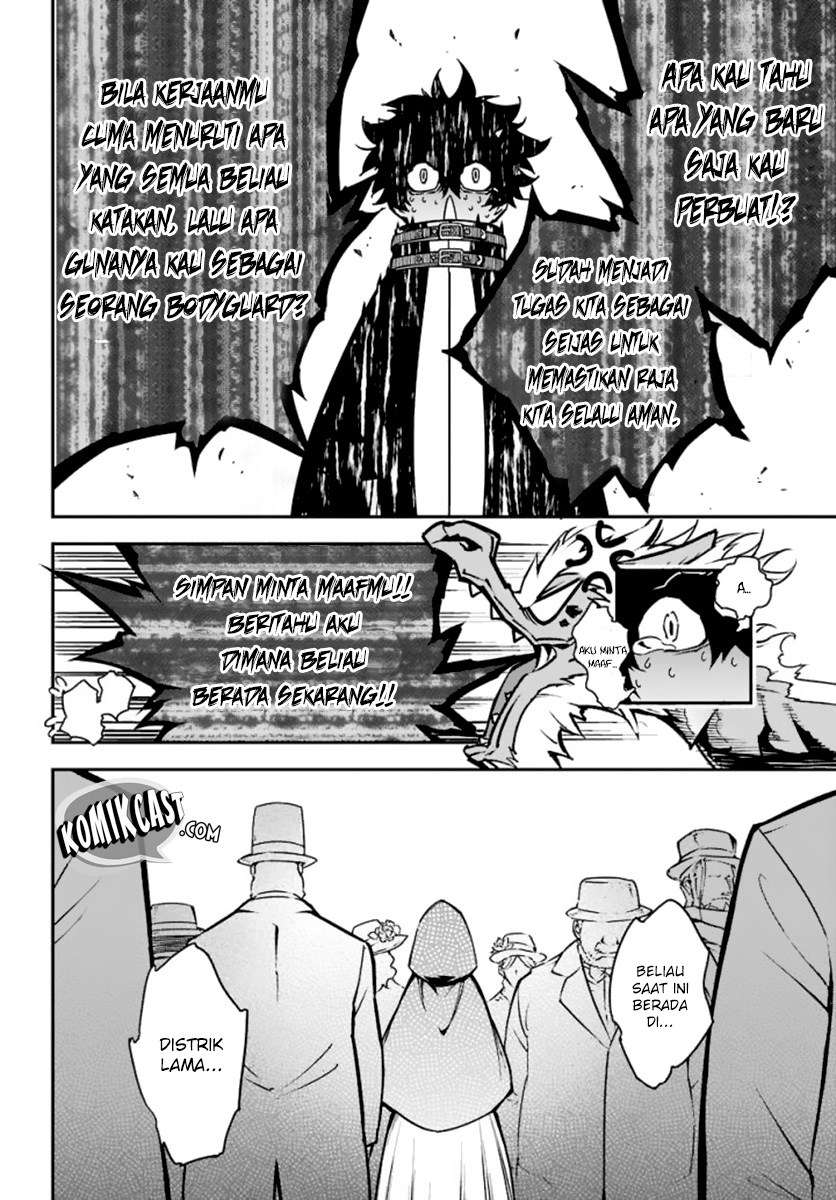 APA KAU TAHU
APA YANG BARU
SAJA KAU
PERBUAT!?
SUDAH MENJADI
TUGAS KITA SEBAGAI
SEIJAS UNTUK
MEMASTIKAN RAJA
KITA SELALU AMAN.
BILA KERJAANMU
CUMA MENURUTI APA
YANG SEMUA BELIAU
KATAKAN, LALU APA
GUNANYA KAU SEBAGAI
SEORANG BODYGUARD?
A...
AKU MINTA
MAAF...
SIMPAN MINTA MAAFMU!!
BERITAHU AKU
DIMANA BELIAU
BERADA SEKARANG!!
KOMIKCAST
.COM
BELIAU
SAAT INI
BERADA
DI...
DISTRIK
LAMA...